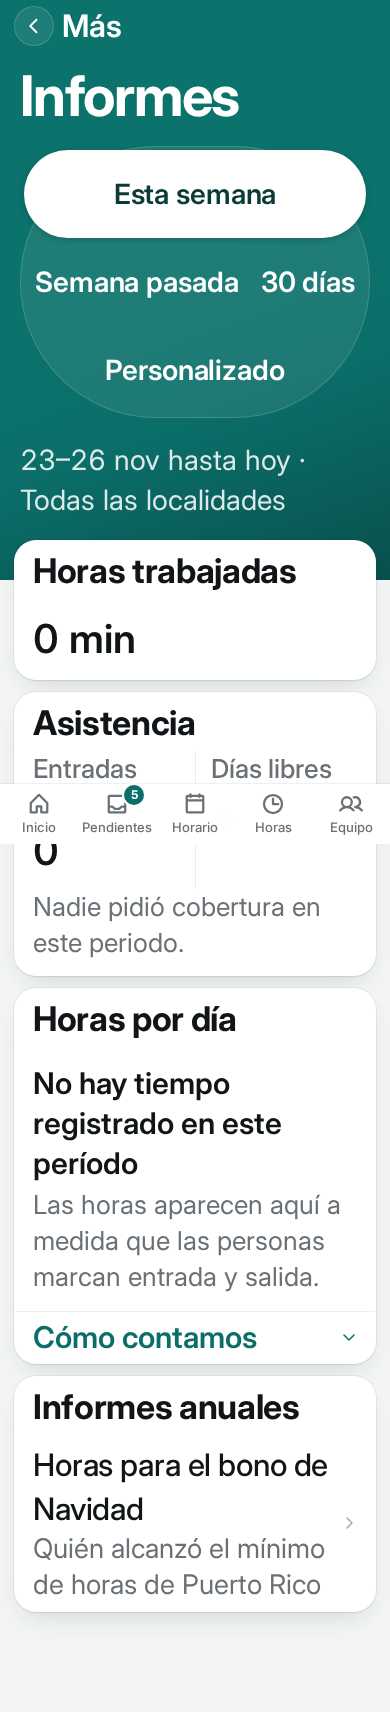 Más
Informes
Esta semana
Semana pasada 30 días
Personalizado
23–26 nov hasta hoy ·
Todas las localidades
Horas trabajadas
0 min
Asistencia
Entradas Días libres
5
Inicio Pendientes Horario Horas Equipo
0
Nadie pidió cobertura en
este periodo.
Horas por día
No hay tiempo
registrado en este
período
Las horas aparecen aquí a
medida que las personas
marcan entrada y salida.
Cómo contamos
Informes anuales
Horas para el bono de
Navidad
Quién alcanzó el mínimo
de horas de Puerto Rico